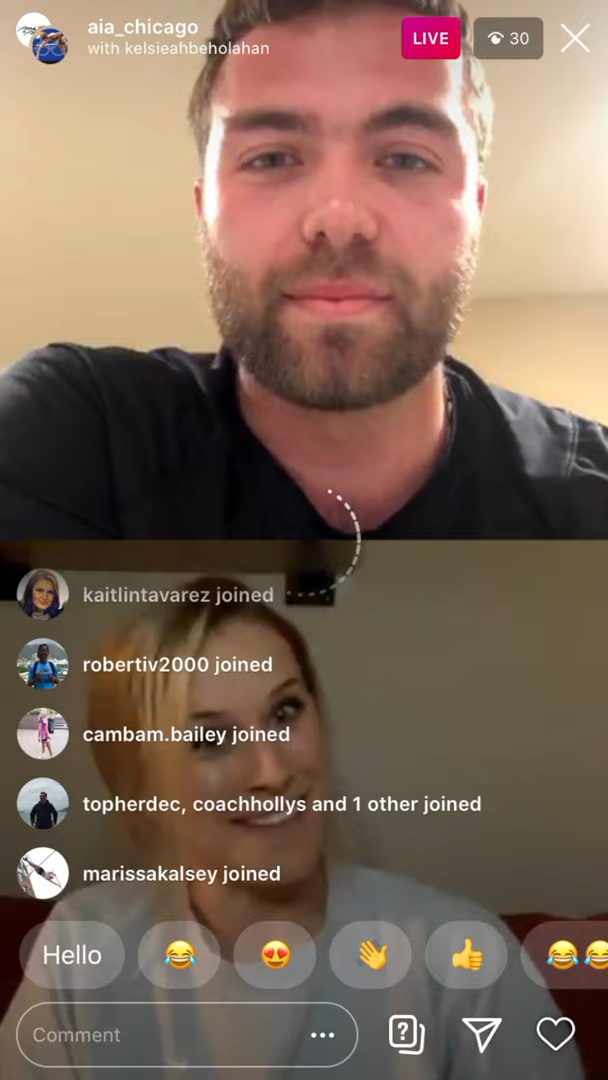 aia_chicago
with kelsieahbeholahan
LIVE
30
kaitlintavarez joined
robertiv2000 joined
cambam.bailey joined
topherdec, coachhollys and 1 other joined
marissakalsey joined
Hello
Comment